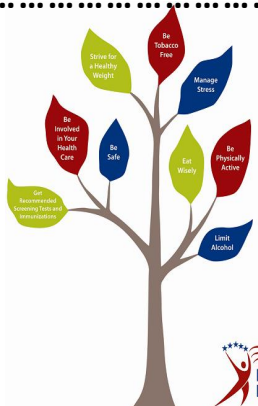 Be
Tobacco
Free
Strive for
a Healthy
Weight
Manage
Stress
Be
Involved
in Your
Health
Care
Be
Safe
Eat
Wisely
Be
Physically
Active
Get
Recommended
Screening Tests and
Immunizations
Limit
Alcohol